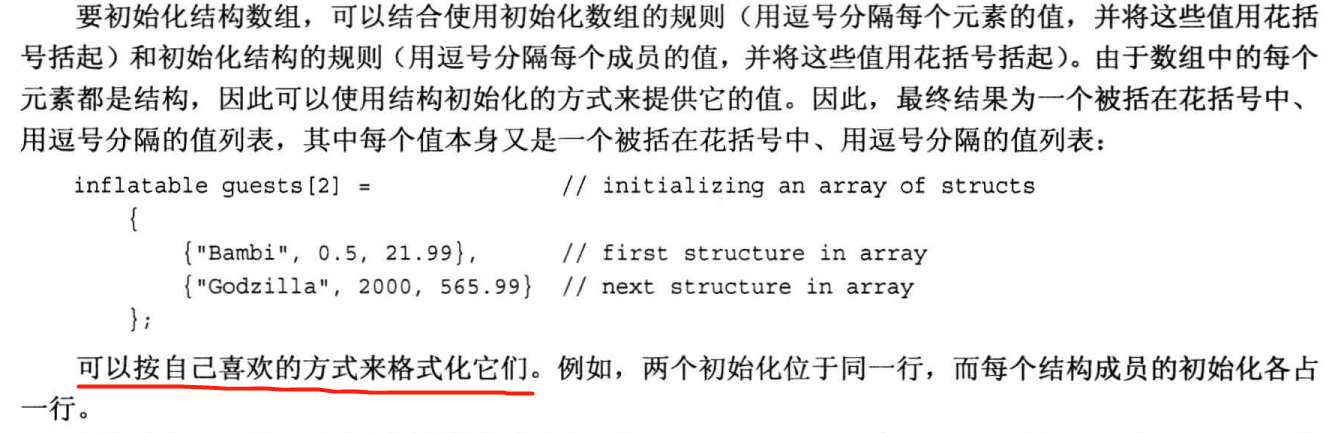 要初始化结构数组，可以结合使用初始化数组的规则（用逗号分隔每个元素的值，并将这些值用花括
号括起）和初始化结构的规则（用逗号分隔每个成员的值，并将这些值用花括号括起）。由于数组中的每个
元素都是结构，因此可以使用结构初始化的方式来提供它的值。因此，最终结果为一个被括在花括号中、
用逗号分隔的值列表，其中每个值本身又是一个被括在花括号中、用逗号分隔的值列表：
inflatable guests[2] = // initializing an array of structs
{
{"Bambi", 0.5, 21.99}, // first structure in array
{"Godzilla", 2000, 565.99} // next structure in array
};
可以按自己喜欢的方式来格式化它们。例如，两个初始化位于同一行，而每个结构成员的初始化各占
一行。